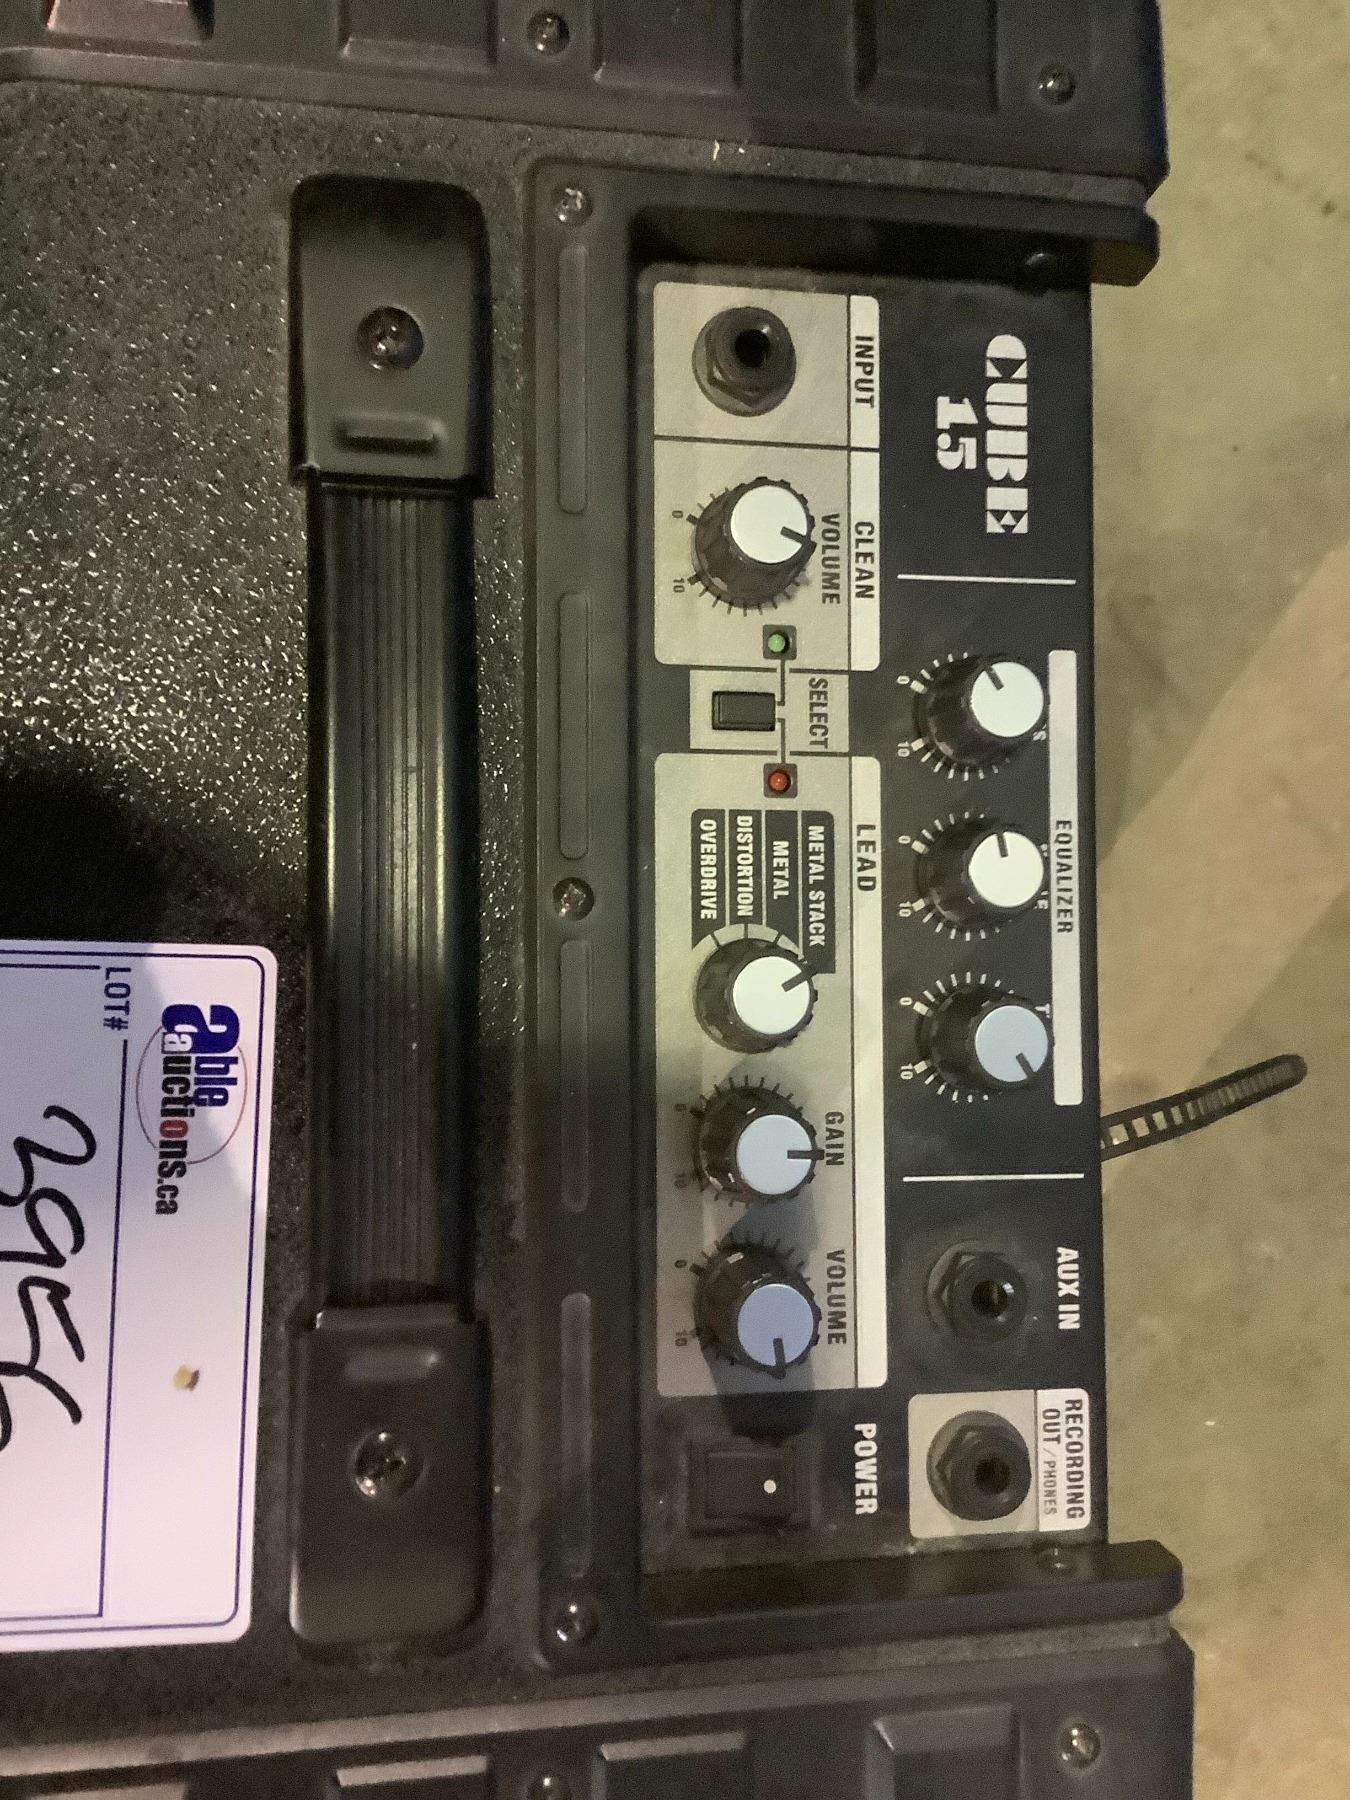 CUBE
15
EQUALIZER
0 10
0 10
T
0 10
AUX IN
RECORDING
OUT/PHONES
INPUT
CLEAN
VOLUME
0 10
SELECT
LEAD
METAL STACK
METAL
DISTORTION
OVERDRIVE
GAIN
0 10
VOLUME
0 10
POWER
able
auctions.ca
LOT#